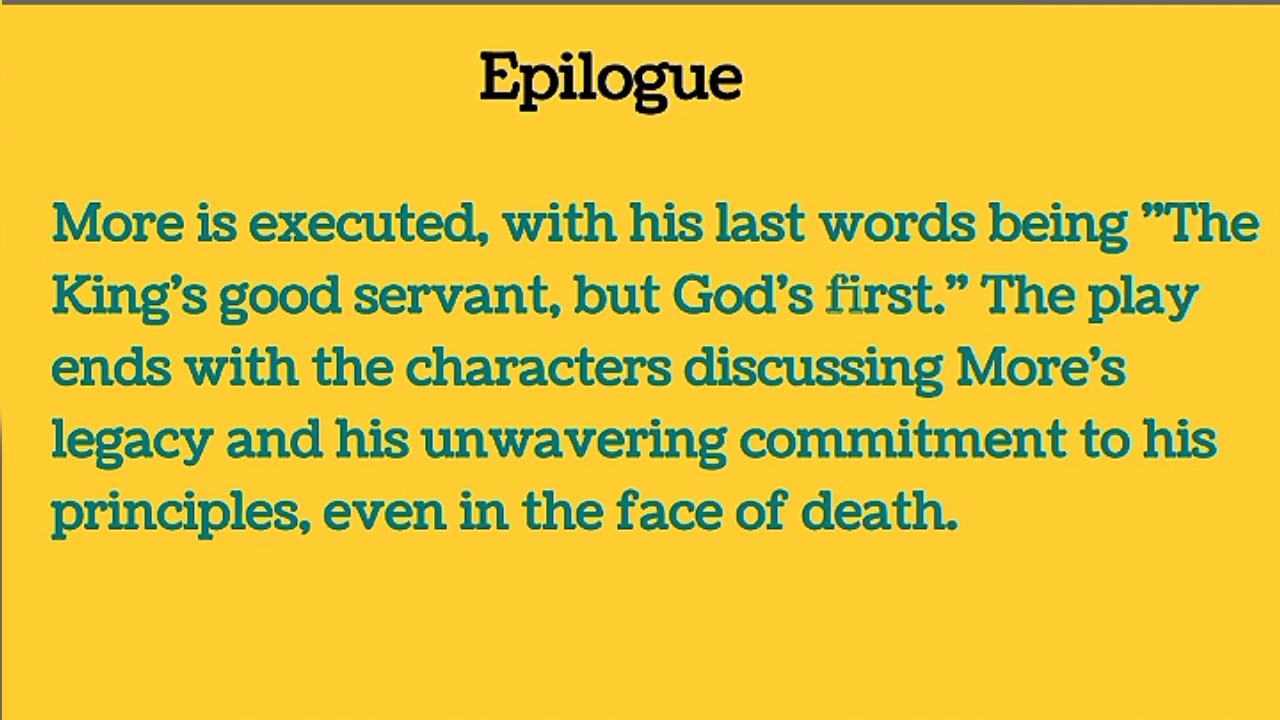 Epilogue
More is executed, with his last words being ”The
King’s good servant, but God’s first.” The play
ends with the characters discussing More’s
legacy and his unwavering commitment to his
principles, even in the face of death.